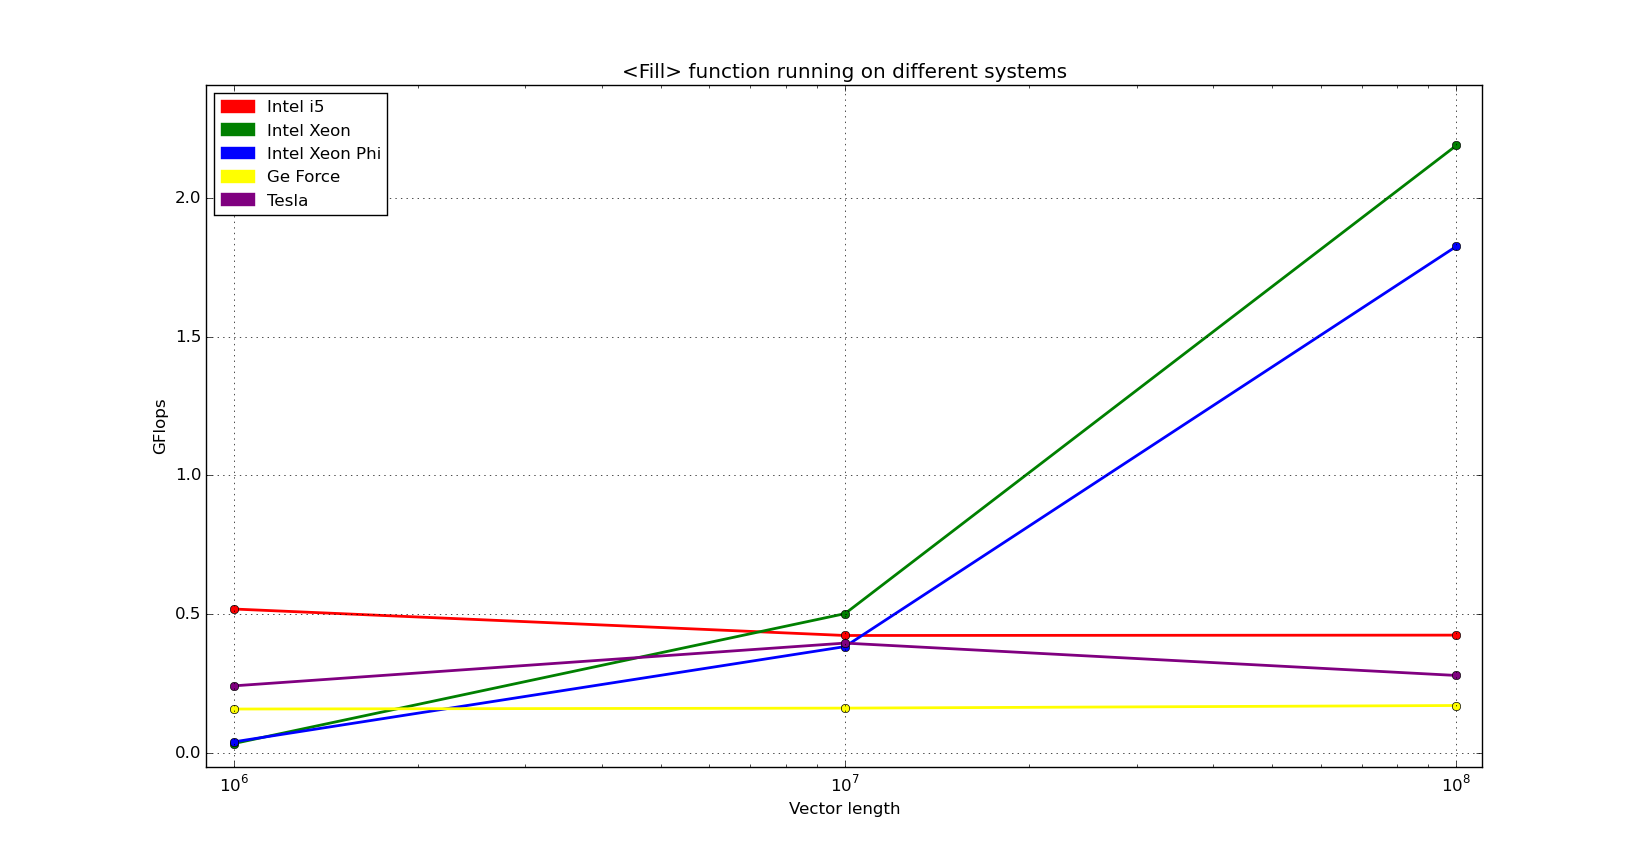 <Fill> function running on different systems
Intel i5
Intel Xeon
Intel Xeon Phi
Ge Force
Tesla
2.0
1.5
1.0
0.5
0.0
GFlops
10^6
10^7
10^8
Vector length